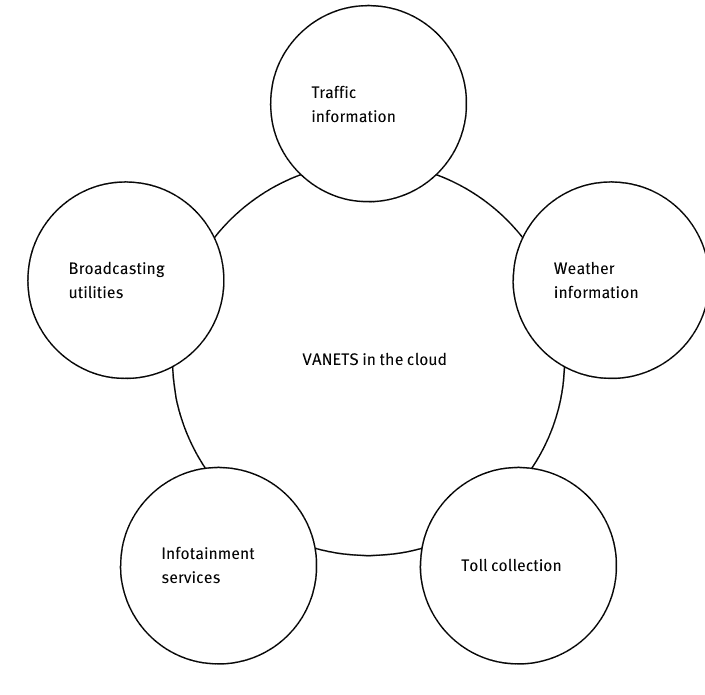 Traffic
information
Broadcasting
utilities
Weather
information
VANETS in the cloud
Infotainment
services
Toll collection